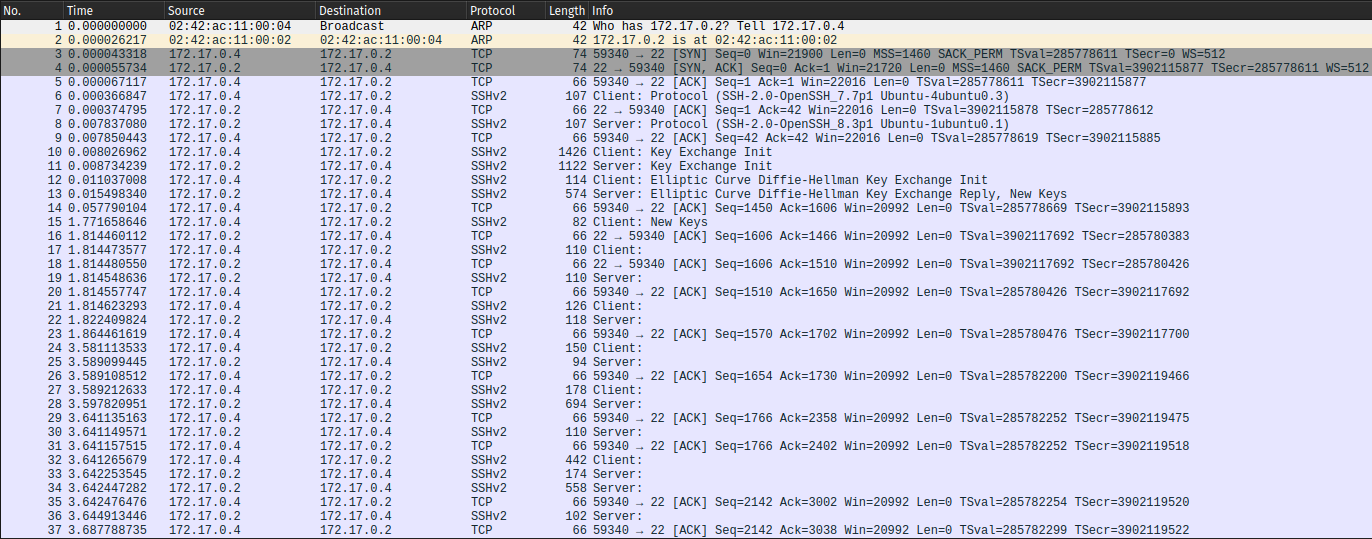 No. Time Source Destination Protocol Length Info
1 0.000000000 02:42:ac:11:00:04 Broadcast ARP 42 Who has 172.17.0.2? Tell 172.17.0.4
2 0.000026217 02:42:ac:11:00:02 02:42:ac:11:00:04 ARP 42 172.17.0.2 is at 02:42:ac:11:00:02
3 0.000043318 172.17.0.4 172.17.0.2 TCP 74 59340 → 22 [SYN] Seq=0 Win=21900 Len=0 MSS=1460 SACK_PERM TSval=285778611 TSecr=0 WS=512
4 0.000055734 172.17.0.2 172.17.0.4 TCP 74 22 → 59340 [SYN, ACK] Seq=0 Ack=1 Win=21720 Len=0 MSS=1460 SACK_PERM TSval=3902115877 TSecr=285778611 WS=512
5 0.000067117 172.17.0.4 172.17.0.2 TCP 66 59340 → 22 [ACK] Seq=1 Ack=1 Win=22016 Len=0 TSval=285778611 TSecr=3902115877
6 0.000366847 172.17.0.4 172.17.0.2 SSHv2 107 Client: Protocol (SSH-2.0-OpenSSH_7.7p1 Ubuntu-4ubuntu0.3)
7 0.000374795 172.17.0.2 172.17.0.4 TCP 66 22 → 59340 [ACK] Seq=1 Ack=42 Win=22016 Len=0 TSval=3902115878 TSecr=285778612
8 0.007837080 172.17.0.2 172.17.0.4 SSHv2 107 Server: Protocol (SSH-2.0-OpenSSH_8.3p1 Ubuntu-1ubuntu0.1)
9 0.007850443 172.17.0.4 172.17.0.2 TCP 66 59340 → 22 [ACK] Seq=42 Ack=42 Win=22016 Len=0 TSval=285778619 TSecr=3902115885
10 0.008026962 172.17.0.4 172.17.0.2 SSHv2 1426 Client: Key Exchange Init
11 0.008734239 172.17.0.2 172.17.0.4 SSHv2 1122 Server: Key Exchange Init
12 0.011037008 172.17.0.4 172.17.0.2 SSHv2 114 Client: Elliptic Curve Diffie-Hellman Key Exchange Init
13 0.015498340 172.17.0.2 172.17.0.4 SSHv2 574 Server: Elliptic Curve Diffie-Hellman Key Exchange Reply, New Keys
14 0.057790104 172.17.0.4 172.17.0.2 TCP 66 59340 → 22 [ACK] Seq=1450 Ack=1606 Win=20992 Len=0 TSval=285778669 TSecr=3902115893
15 1.771658646 172.17.0.4 172.17.0.2 SSHv2 82 Client: New Keys
16 1.814460112 172.17.0.2 172.17.0.4 TCP 66 22 → 59340 [ACK] Seq=1606 Ack=1466 Win=20992 Len=0 TSval=3902117692 TSecr=285780383
17 1.814473577 172.17.0.4 172.17.0.2 SSHv2 110 Client:
18 1.814480550 172.17.0.2 172.17.0.4 TCP 66 22 → 59340 [ACK] Seq=1606 Ack=1510 Win=20992 Len=0 TSval=3902117692 TSecr=285780426
19 1.814548636 172.17.0.2 172.17.0.4 SSHv2 110 Server:
20 1.814557747 172.17.0.4 172.17.0.2 TCP 66 59340 → 22 [ACK] Seq=1510 Ack=1650 Win=20992 Len=0 TSval=285780426 TSecr=3902117692
21 1.814623293 172.17.0.4 172.17.0.2 SSHv2 126 Client:
22 1.822409824 172.17.0.2 172.17.0.4 SSHv2 118 Server:
23 1.864461619 172.17.0.4 172.17.0.2 TCP 66 59340 → 22 [ACK] Seq=1570 Ack=1702 Win=20992 Len=0 TSval=285780476 TSecr=3902117700
24 3.581113533 172.17.0.4 172.17.0.2 SSHv2 150 Client:
25 3.589099445 172.17.0.2 172.17.0.4 SSHv2 94 Server:
26 3.589108512 172.17.0.4 172.17.0.2 TCP 66 59340 → 22 [ACK] Seq=1654 Ack=1730 Win=20992 Len=0 TSval=285782200 TSecr=3902119466
27 3.589212633 172.17.0.4 172.17.0.2 SSHv2 178 Client:
28 3.597820951 172.17.0.2 172.17.0.4 SSHv2 694 Server:
29 3.641135163 172.17.0.4 172.17.0.2 TCP 66 59340 → 22 [ACK] Seq=1766 Ack=2358 Win=20992 Len=0 TSval=285782252 TSecr=3902119475
30 3.641149571 172.17.0.2 172.17.0.4 SSHv2 110 Server:
31 3.641157515 172.17.0.4 172.17.0.2 TCP 66 59340 → 22 [ACK] Seq=1766 Ack=2402 Win=20992 Len=0 TSval=285782252 TSecr=3902119518
32 3.641265679 172.17.0.4 172.17.0.2 SSHv2 442 Client:
33 3.642253545 172.17.0.2 172.17.0.4 SSHv2 174 Server:
34 3.642447282 172.17.0.2 172.17.0.4 SSHv2 558 Server:
35 3.642476476 172.17.0.4 172.17.0.2 TCP 66 59340 → 22 [ACK] Seq=2142 Ack=3002 Win=20992 Len=0 TSval=285782254 TSecr=3902119520
36 3.644913446 172.17.0.2 172.17.0.4 SSHv2 102 Server:
37 3.687788735 172.17.0.4 172.17.0.2 TCP 66 59340 → 22 [ACK] Seq=2142 Ack=3038 Win=20992 Len=0 TSval=285782299 TSecr=3902119522